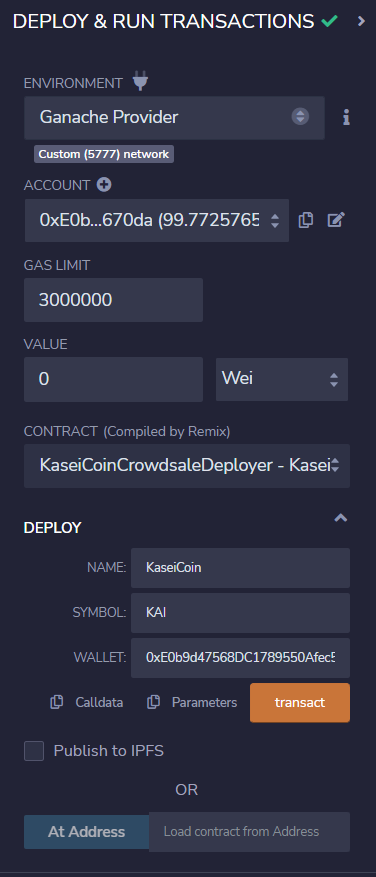 DEPLOY & RUN TRANSACTIONS
ENVIRONMENT
Ganache Provider
Custom (5777) network
ACCOUNT
0xE0b...670da (99.7725765
GAS LIMIT
3000000
VALUE
0 Wei
CONTRACT (Compiled by Remix)
KaseiCoinCrowdsaleDeployer - Kasei
DEPLOY
NAME: KaseiCoin
SYMBOL: KAI
WALLET: 0xE0b9d47568DC1789550Afec5
Calldata Parameters transact
Publish to IPFS
OR
At Address Load contract from Address